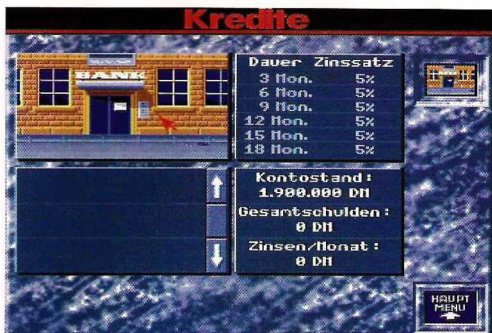 Kredite
BANK
Dauer Zinssatz
3 Mon. 5%
6 Mon. 5%
9 Mon. 5%
12 Mon. 5%
15 Mon. 5%
18 Mon. 5%
Kontostand:
1.900.000 DM
Gesamtschulden:
0 DM
Zinsen/Monat:
0 DM
HAUPT
MENU